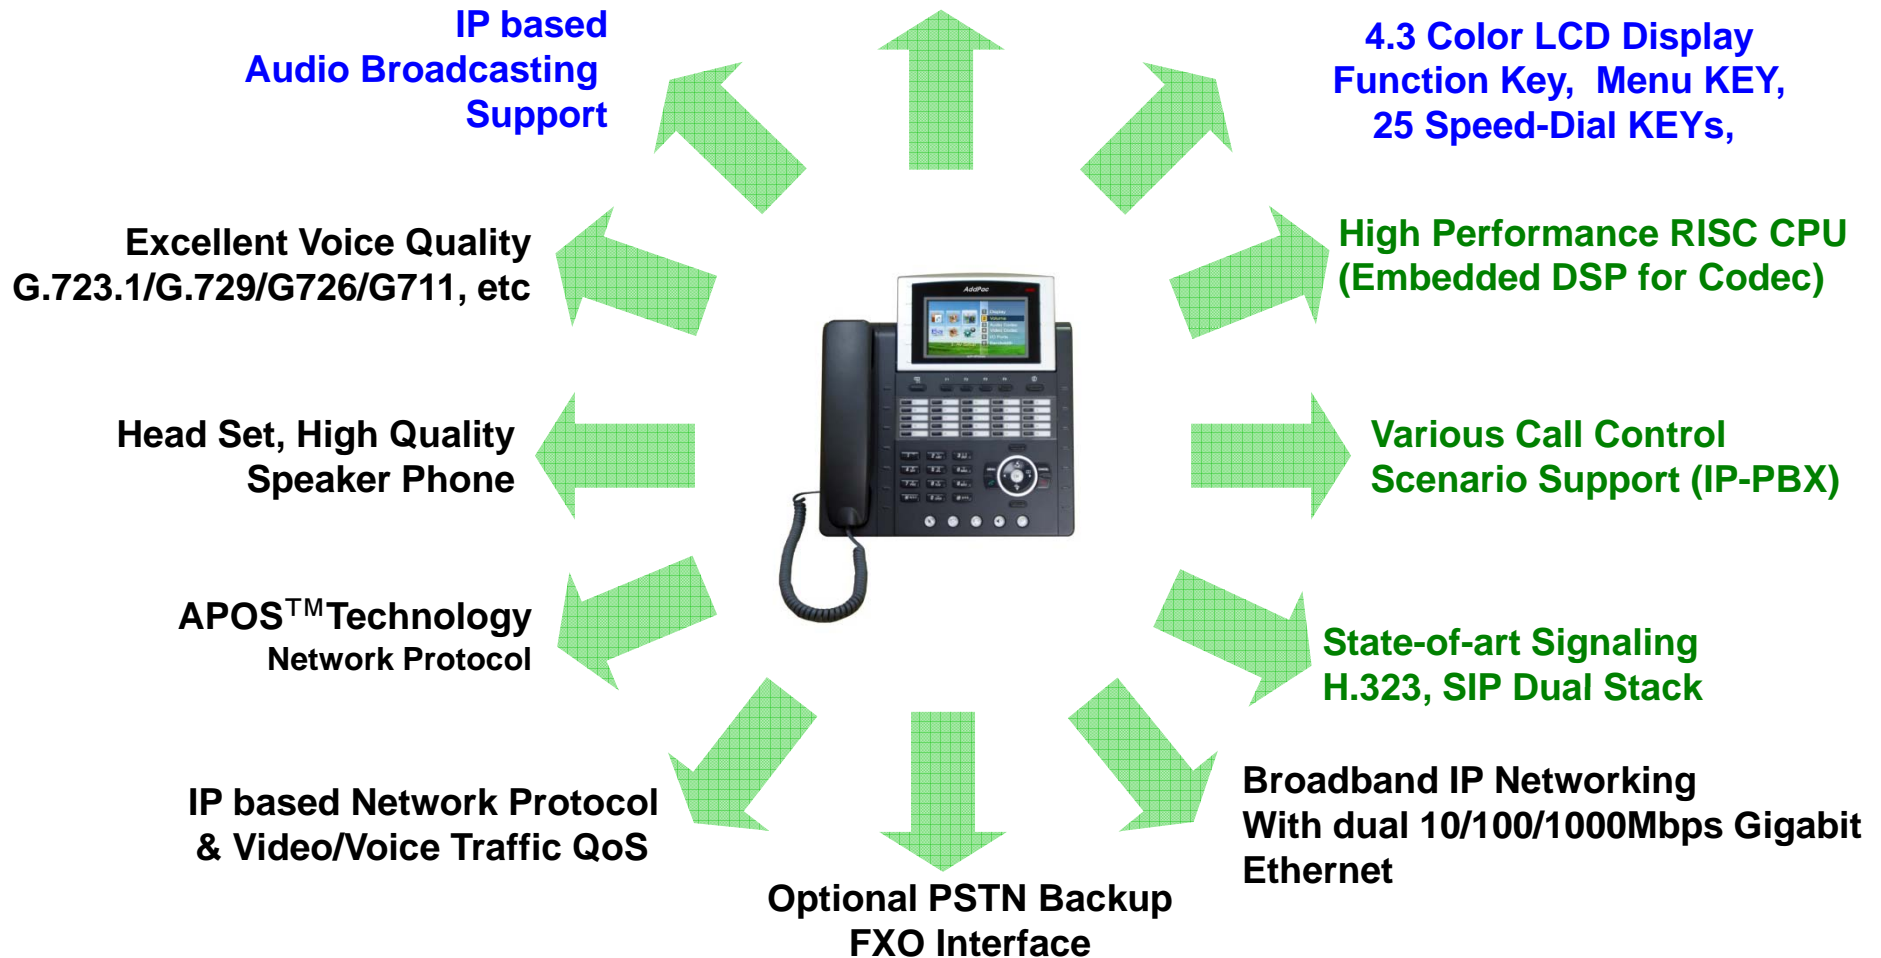 IP based
Audio Broadcasting
Support
4.3 Color LCD Display
Function Key,  Menu KEY,
25 Speed-Dial KEYs,
Excellent Voice Quality
G.723.1/G.729/G726/G711, etc
High Performance RISC CPU
(Embedded DSP for Codec)
AddPac
Display
Volume
Head Set, High Quality
Speaker Phone
Various Call Control
Scenario Support (IP-PBX)
APOS™Technology
Network Protocol
State-of-art Signaling
H.323, SIP Dual Stack
IP based Network Protocol
& Video/Voice Traffic QoS
Broadband IP Networking
With dual 10/100/1000Mbps Gigabit
Ethernet
Optional PSTN Backup
FXO Interface